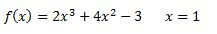 f(x) = 2x³ + 4x² − 3 x = 1